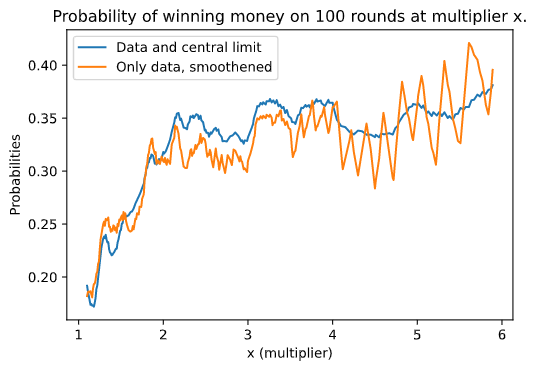 Probability of winning money on 100 rounds at multiplier x.
Data and central limit
Only data, smoothened
0.40
0.35
0.30
0.25
0.20
Probabilities
1 2 3 4 5 6
x (multiplier)